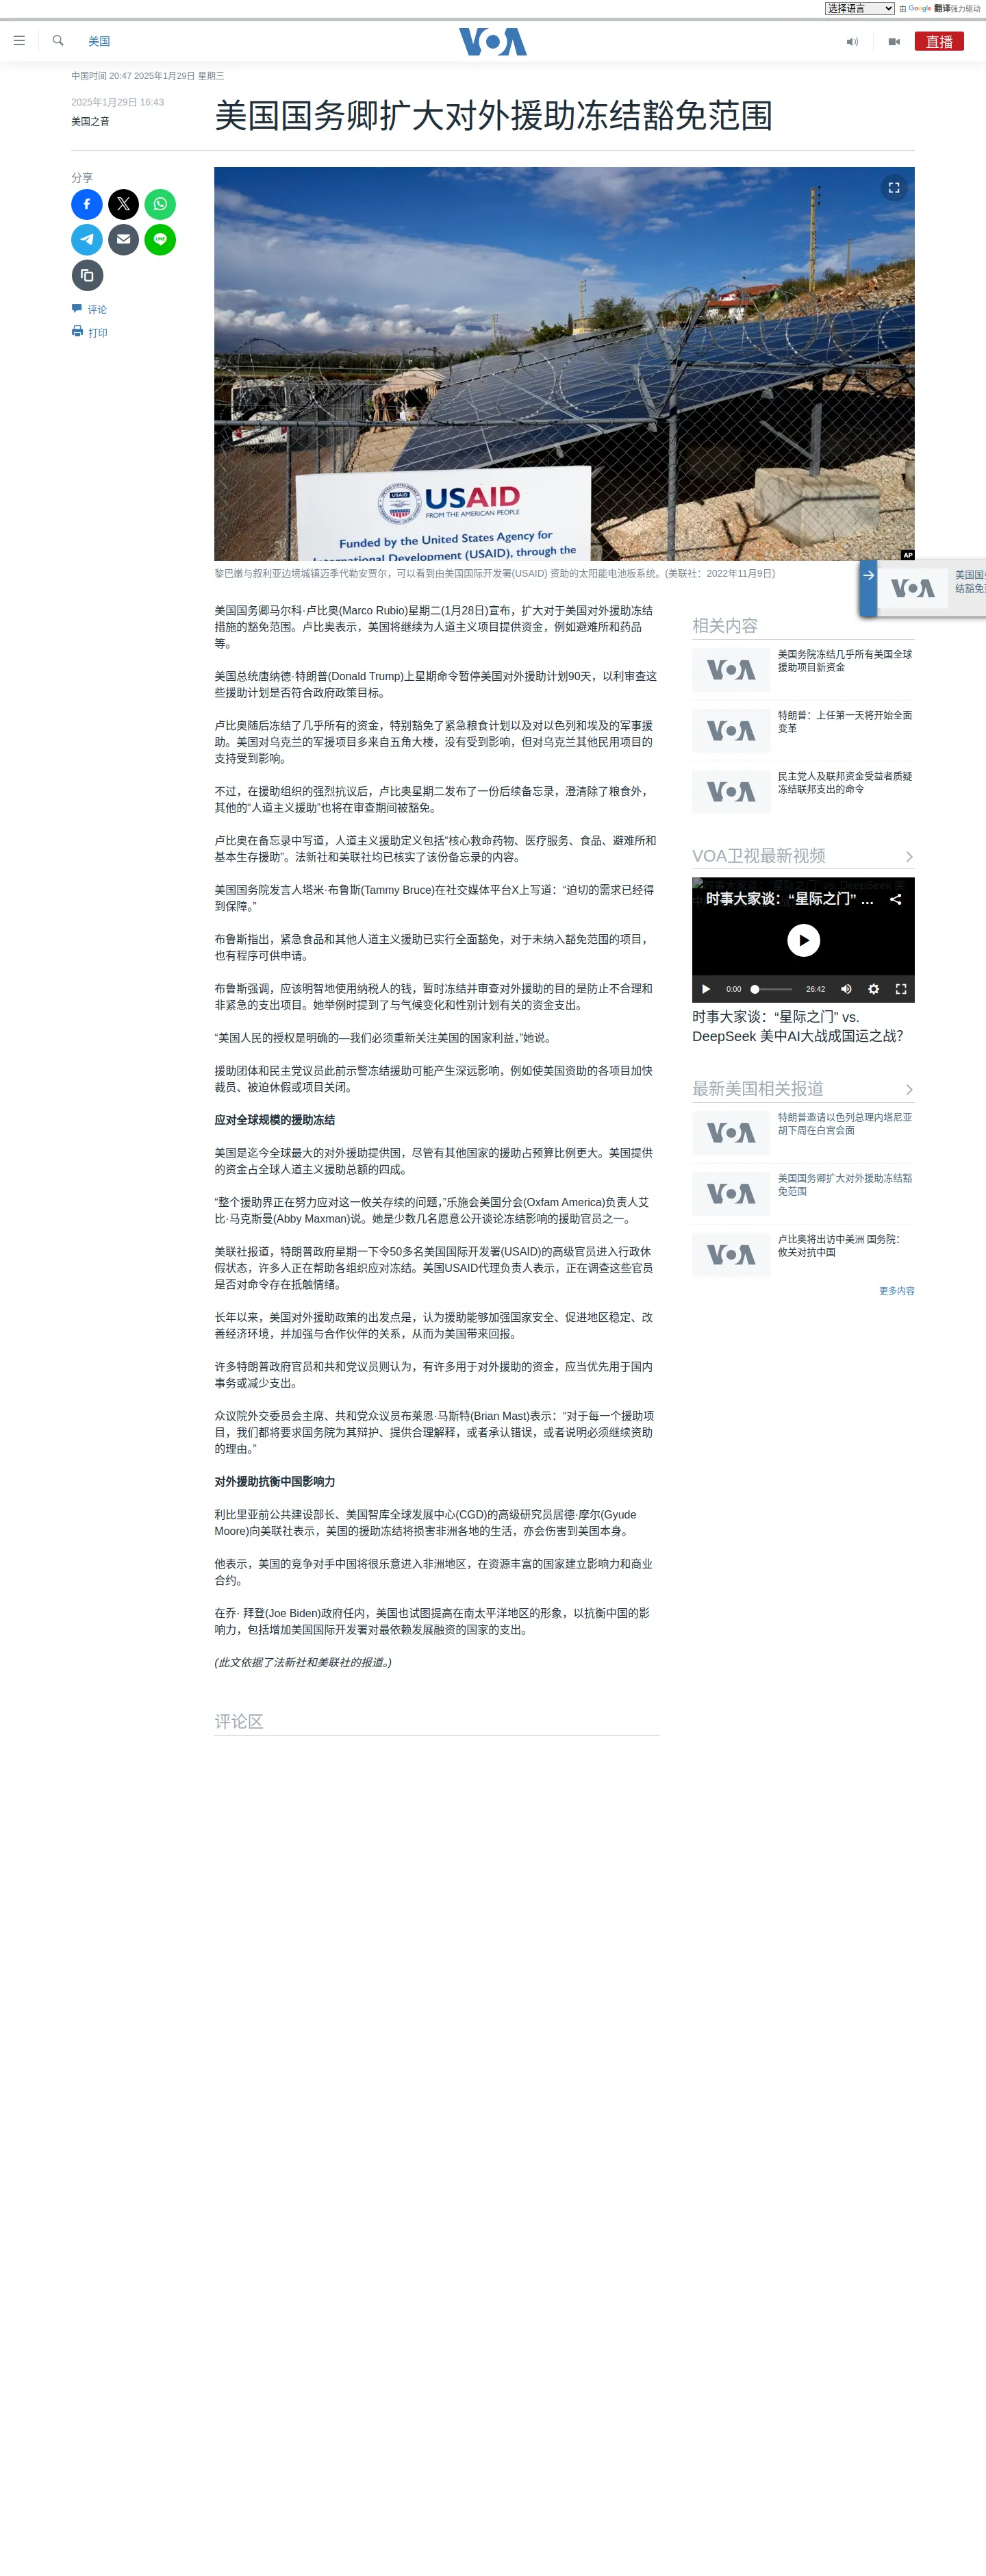 选择语言
由 Google 翻译强力驱动
美国
VOA
直播
中国时间 20:47 2025年1月29日 星期三
2025年1月29日 16:43
美国之音
美国国务卿扩大对外援助冻结豁免范围
分享
LINE
评论
打印
USAID
FROM THE AMERICAN PEOPLE
Funded by the United States Agency for
International Development (USAID), through the
AP
黎巴嫩与叙利亚边境城镇迈季代勒安贾尔，可以看到由美国国际开发署(USAID) 资助的太阳能电池板系统。(美联社：2022年11月9日)
VOA
美国国务卿马尔科·卢比奥(Marco Rubio)星期二(1月28日)宣布，扩大对于美国对外援助冻结
措施的豁免范围。卢比奥表示，美国将继续为人道主义项目提供资金，例如避难所和药品
等。
美国总统唐纳德·特朗普(Donald Trump)上星期命令暂停美国对外援助计划90天，以利审查这
些援助计划是否符合政府政策目标。
卢比奥随后冻结了几乎所有的资金，特别豁免了紧急粮食计划以及对以色列和埃及的军事援
助。美国对乌克兰的军援项目多来自五角大楼，没有受到影响，但对乌克兰其他民用项目的
支持受到影响。
不过，在援助组织的强烈抗议后，卢比奥星期二发布了一份后续备忘录，澄清除了粮食外，
其他的“人道主义援助”也将在审查期间被豁免。
卢比奥在备忘录中写道，人道主义援助定义包括“核心救命药物、医疗服务、食品、避难所和
基本生存援助”。法新社和美联社均已核实了该份备忘录的内容。
美国国务院发言人塔米·布鲁斯(Tammy Bruce)在社交媒体平台X上写道：“迫切的需求已经得
到保障。”
布鲁斯指出，紧急食品和其他人道主义援助已实行全面豁免，对于未纳入豁免范围的项目，
也有程序可供申请。
布鲁斯强调，应该明智地使用纳税人的钱，暂时冻结并审查对外援助的目的是防止不合理和
非紧急的支出项目。她举例时提到了与气候变化和性别计划有关的资金支出。
“美国人民的授权是明确的—我们必须重新关注美国的国家利益，”她说。
援助团体和民主党议员此前示警冻结援助可能产生深远影响，例如使美国资助的各项目加快
裁员、被迫休假或项目关闭。
应对全球规模的援助冻结
美国是迄今全球最大的对外援助提供国，尽管有其他国家的援助占预算比例更大。美国提供
的资金占全球人道主义援助总额的四成。
“整个援助界正在努力应对这一攸关存续的问题，”乐施会美国分会(Oxfam America)负责人艾
比·马克斯曼(Abby Maxman)说。她是少数几名愿意公开谈论冻结影响的援助官员之一。
美联社报道，特朗普政府星期一下令50多名美国国际开发署(USAID)的高级官员进入行政休
假状态，许多人正在帮助各组织应对冻结。美国USAID代理负责人表示，正在调查这些官员
是否对命令存在抵触情绪。
长年以来，美国对外援助政策的出发点是，认为援助能够加强国家安全、促进地区稳定、改
善经济环境，并加强与合作伙伴的关系，从而为美国带来回报。
许多特朗普政府官员和共和党议员则认为，有许多用于对外援助的资金，应当优先用于国内
事务或减少支出。
众议院外交委员会主席、共和党众议员布莱恩·马斯特(Brian Mast)表示：“对于每一个援助项
目，我们都将要求国务院为其辩护、提供合理解释，或者承认错误，或者说明必须继续资助
的理由。”
对外援助抗衡中国影响力
利比里亚前公共建设部长、美国智库全球发展中心(CGD)的高级研究员居德·摩尔(Gyude
Moore)向美联社表示，美国的援助冻结将损害非洲各地的生活，亦会伤害到美国本身。
他表示，美国的竞争对手中国将很乐意进入非洲地区，在资源丰富的国家建立影响力和商业
合约。
在乔· 拜登(Joe Biden)政府任内，美国也试图提高在南太平洋地区的形象，以抗衡中国的影
响力，包括增加美国国际开发署对最依赖发展融资的国家的支出。
(此文依据了法新社和美联社的报道。)
评论区
相关内容
VOA
美国务院冻结几乎所有美国全球
援助项目新资金
VOA
特朗普：上任第一天将开始全面
变革
VOA
民主党人及联邦资金受益者质疑
冻结联邦支出的命令
VOA卫视最新视频
时事大家谈：“星际之门” ...
0:00
26:42
时事大家谈：“星际之门” vs.
DeepSeek 美中AI大战成国运之战？
最新美国相关报道
VOA
特朗普邀请以色列总理内塔尼亚
胡下周在白宫会面
VOA
美国国务卿扩大对外援助冻结豁
免范围
VOA
卢比奥将出访中美洲 国务院：
攸关对抗中国
更多内容